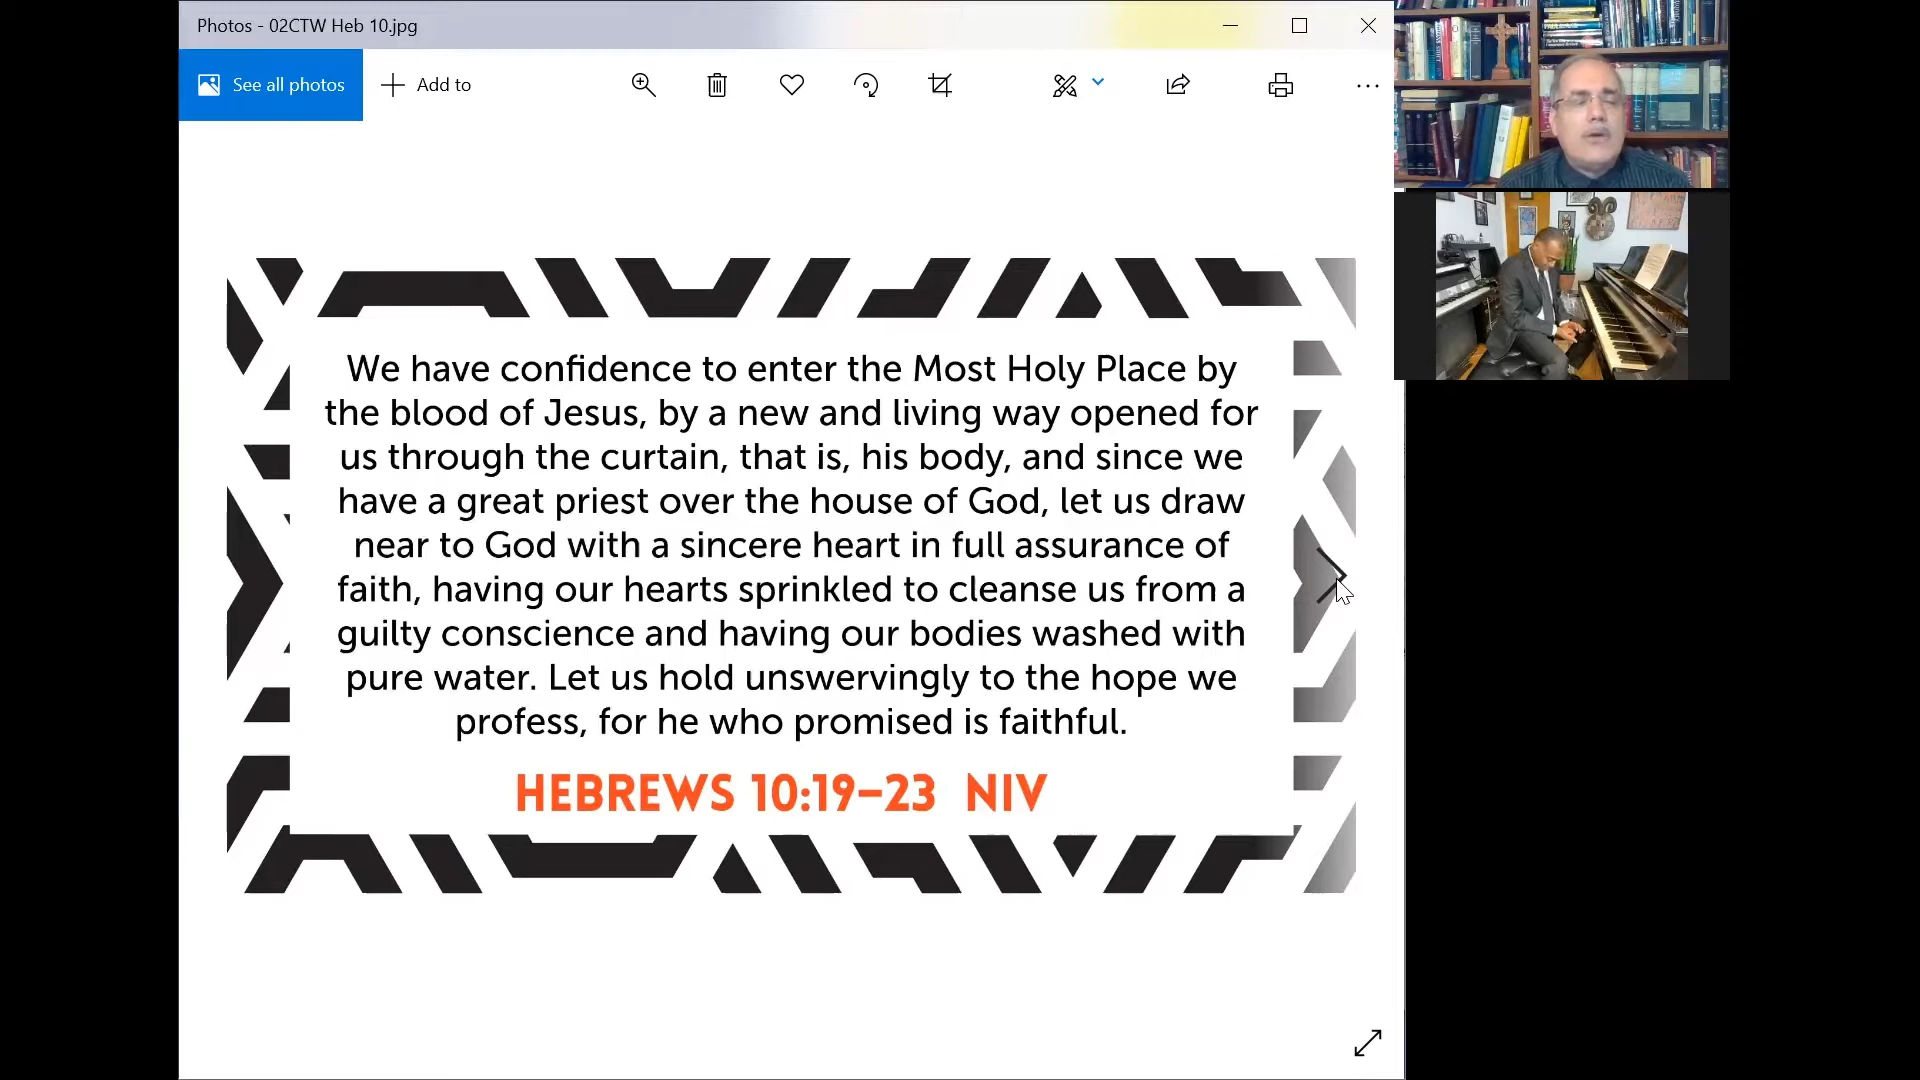 Photos - 02CTW Heb 10.jpg
See all photos
Add to
We have confidence to enter the Most Holy Place by
the blood of Jesus, by a new and living way opened for
us through the curtain, that is, his body, and since we
have a great priest over the house of God, let us draw
near to God with a sincere heart in full assurance of
faith, having our hearts sprinkled to cleanse us from a
guilty conscience and having our bodies washed with
pure water. Let us hold unswervingly to the hope we
profess, for he who promised is faithful.
HEBREWS 10:19–23 NIV